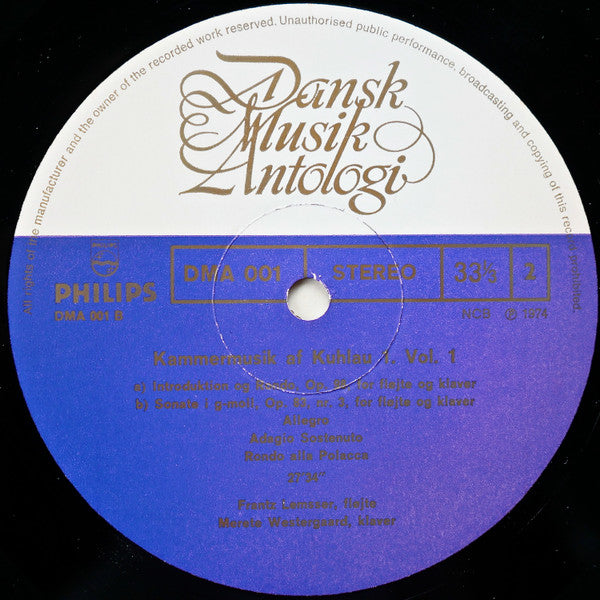 All rights of the manufacturer and the owner of the recorded work reserved. Unauthorised public performance, broadcasting and copying of this record prohibited.
Dansk
Musik
Antologi
PHILIPS
DMA 001 B
DMA 001
STEREO
33⅓
2
NCB ℗ 1974
Kammermusik af Kuhlau 1. Vol. 1
a) Introduktion og Rondo, Op. 98, for fløjte og klaver
b) Sonate i g-mol, Op. 83, nr. 3, for fløjte og klaver
Allegro
Adagio Sostenuto
Rondo alla Polacca
27'34"
Frantz Lemsser, fløjte
Merete Westergaard, klaver